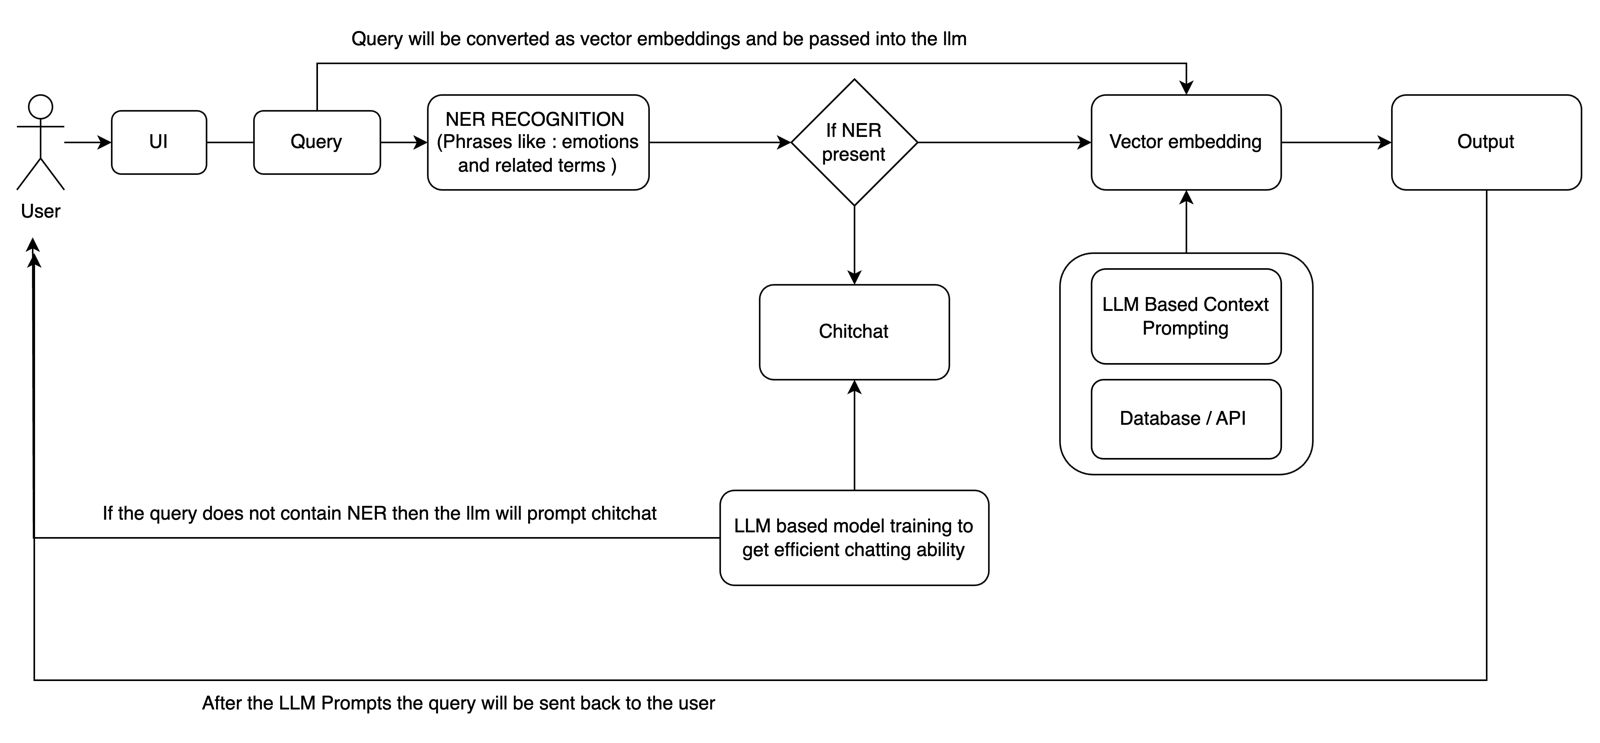 Query will be converted as vector embeddings and be passed into the llm
UI
Query
NER RECOGNITION
(Phrases like : emotions
and related terms )
If NER
present
Vector embedding
Output
User
LLM Based Context
Prompting
Chitchat
Database / API
If the query does not contain NER then the llm will prompt chitchat
LLM based model training to
get efficient chatting ability
After the LLM Prompts the query will be sent back to the user